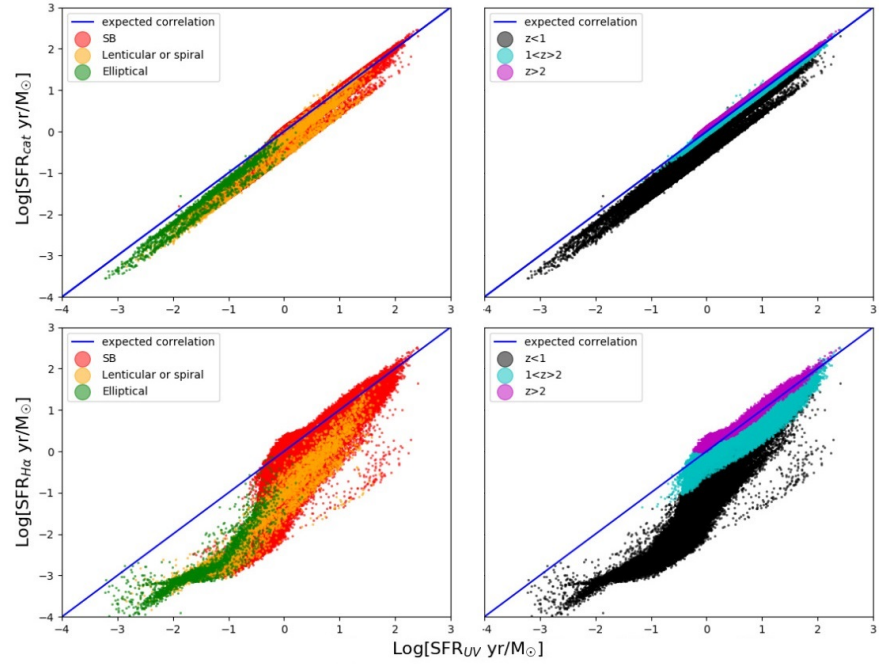 3
2
1
0
−1
−2
−3
−4
Log[SFR_cat yr/M☉]
expected correlation
SB
Lenticular or spiral
Elliptical
−4 −3 −2 −1 0 1 2 3
expected correlation
z<1
1<z>2
z>2
−4 −3 −2 −1 0 1 2 3
3
2
1
0
−1
−2
−3
−4
Log[SFR_Hα yr/M☉]
expected correlation
SB
Lenticular or spiral
Elliptical
−4 −3 −2 −1 0 1 2 3
expected correlation
z<1
1<z>2
z>2
−4 −3 −2 −1 0 1 2 3
Log[SFR_UV yr/M☉]